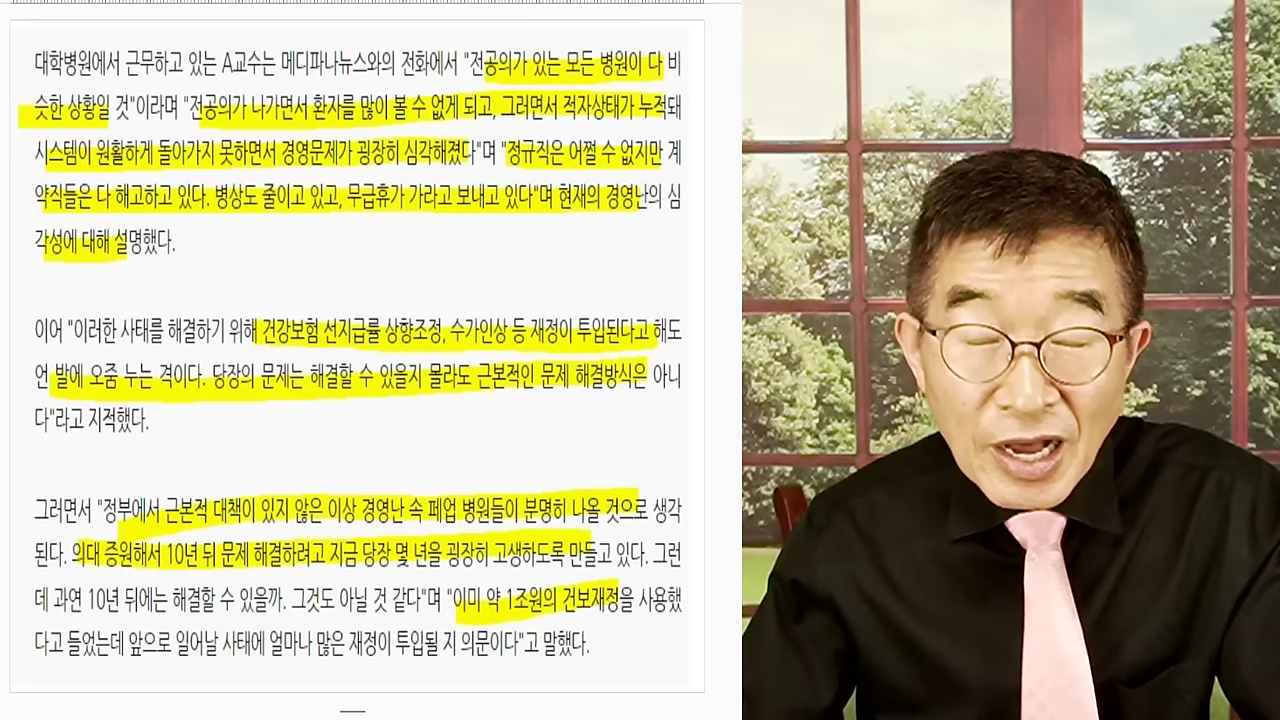 대학병원에서 근무하고 있는 A교수는 메디파나뉴스와의 전화에서 "전공의가 있는 모든 병원이 다 비
슷한 상황일 것"이라며 "전공의가 나가면서 환자를 많이 볼 수 없게 되고, 그러면서 적자상태가 누적돼
시스템이 원활하게 돌아가지 못하면서 경영문제가 굉장히 심각해졌다"며 "정규직은 어쩔 수 없지만 계
약직들은 다 해고하고 있다. 병상도 줄이고 있고, 무급휴가 가라고 보내고 있다"며 현재의 경영난의 심
각성에 대해 설명했다.
이어 "이러한 사태를 해결하기 위해 건강보험 선지급률 상향조정, 수가인상 등 재정이 투입된다고 해도
언 발에 오줌 누는 격이다. 당장의 문제는 해결할 수 있을지 몰라도 근본적인 문제 해결방식은 아니
다"라고 지적했다.
그러면서 "정부에서 근본적 대책이 있지 않은 이상 경영난 속 폐업 병원들이 분명히 나올 것으로 생각
된다. 의대 증원해서 10년 뒤 문제 해결하려고 지금 당장 몇 년을 굉장히 고생하도록 만들고 있다. 그런
데 과연 10년 뒤에는 해결할 수 있을까. 그것도 아닐 것 같다"며 "이미 약 1조원의 건보재정을 사용했
다고 들었는데 앞으로 일어날 사태에 얼마나 많은 재정이 투입될 지 의문이다"고 말했다.